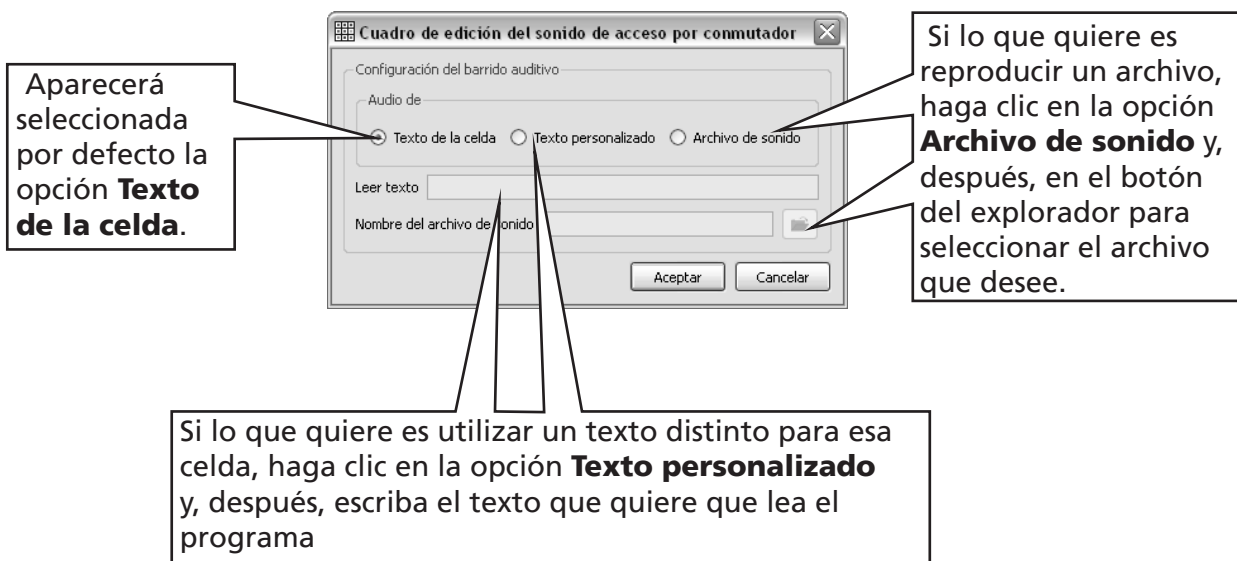 Cuadro de edición del sonido de acceso por conmutador
Configuración del barrido auditivo
Audio de
Texto de la celda Texto personalizado Archivo de sonido
Leer texto
Nombre del archivo de sonido
Aceptar Cancelar
Aparecerá
seleccionada
por defecto la
opción Texto
de la celda.
Si lo que quiere es
reproducir un archivo,
haga clic en la opción
Archivo de sonido y,
después, en el botón
del explorador para
seleccionar el archivo
que desee.
Si lo que quiere es utilizar un texto distinto para esa
celda, haga clic en la opción Texto personalizado
y, después, escriba el texto que quiere que lea el
programa